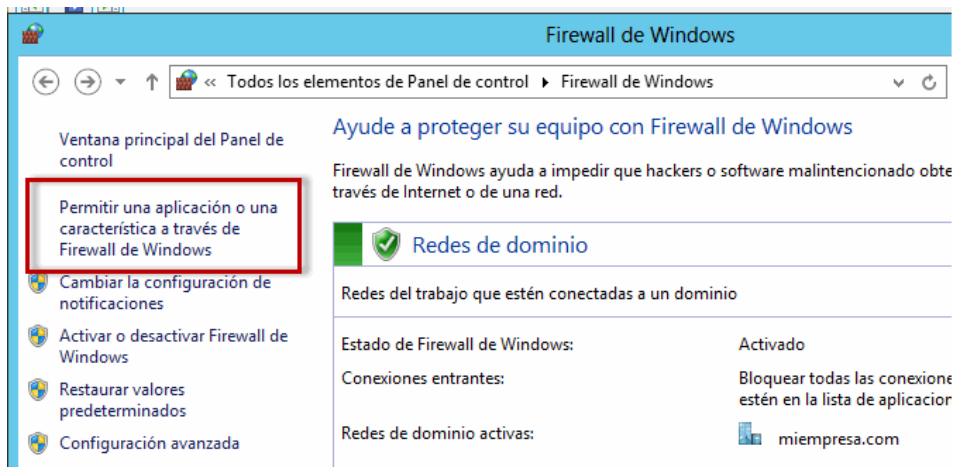 Firewall de Windows
« Todos los elementos de Panel de control ▸ Firewall de Windows
Ventana principal del Panel de
control
Permitir una aplicación o una
característica a través de
Firewall de Windows
Cambiar la configuración de
notificaciones
Activar o desactivar Firewall de
Windows
Restaurar valores
predeterminados
Configuración avanzada
Ayude a proteger su equipo con Firewall de Windows
Firewall de Windows ayuda a impedir que hackers o software malintencionado obte
través de Internet o de una red.
Redes de dominio
Redes del trabajo que estén conectadas a un dominio
Estado de Firewall de Windows: Activado
Conexiones entrantes: Bloquear todas las conexione
estén en la lista de aplicacion
Redes de dominio activas: miempresa.com